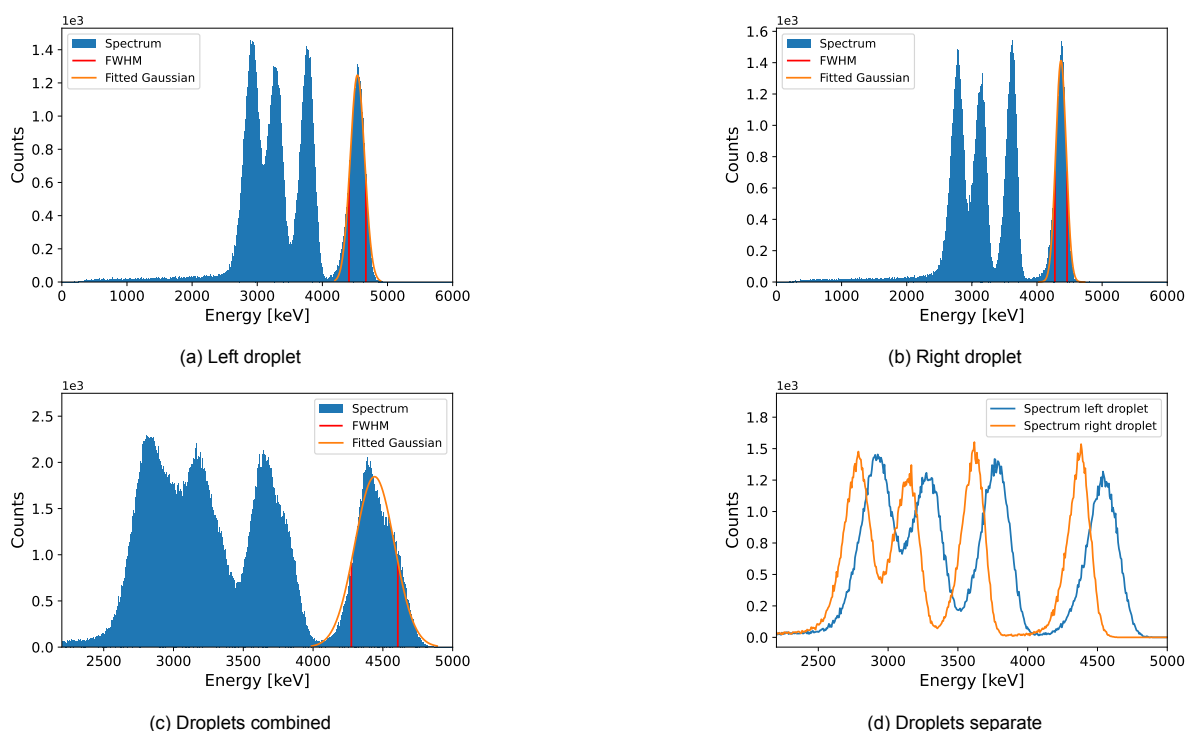 1e3
1.4
1.2
1.0
0.8
0.6
0.4
0.2
0.0
Counts
Spectrum
FWHM
Fitted Gaussian
0 1000 2000 3000 4000 5000 6000
Energy [keV]
(a) Left droplet
1e3
1.6
1.4
1.2
1.0
0.8
0.6
0.4
0.2
0.0
Counts
Spectrum
FWHM
Fitted Gaussian
0 1000 2000 3000 4000 5000 6000
Energy [keV]
(b) Right droplet
1e3
2.5
2.0
1.5
1.0
0.5
0.0
Counts
Spectrum
FWHM
Fitted Gaussian
2500 3000 3500 4000 4500 5000
Energy [keV]
(c) Droplets combined
1e3
1.8
1.5
1.2
1.0
0.8
0.5
0.2
0.0
Counts
Spectrum left droplet
Spectrum right droplet
2500 3000 3500 4000 4500 5000
Energy [keV]
(d) Droplets separate